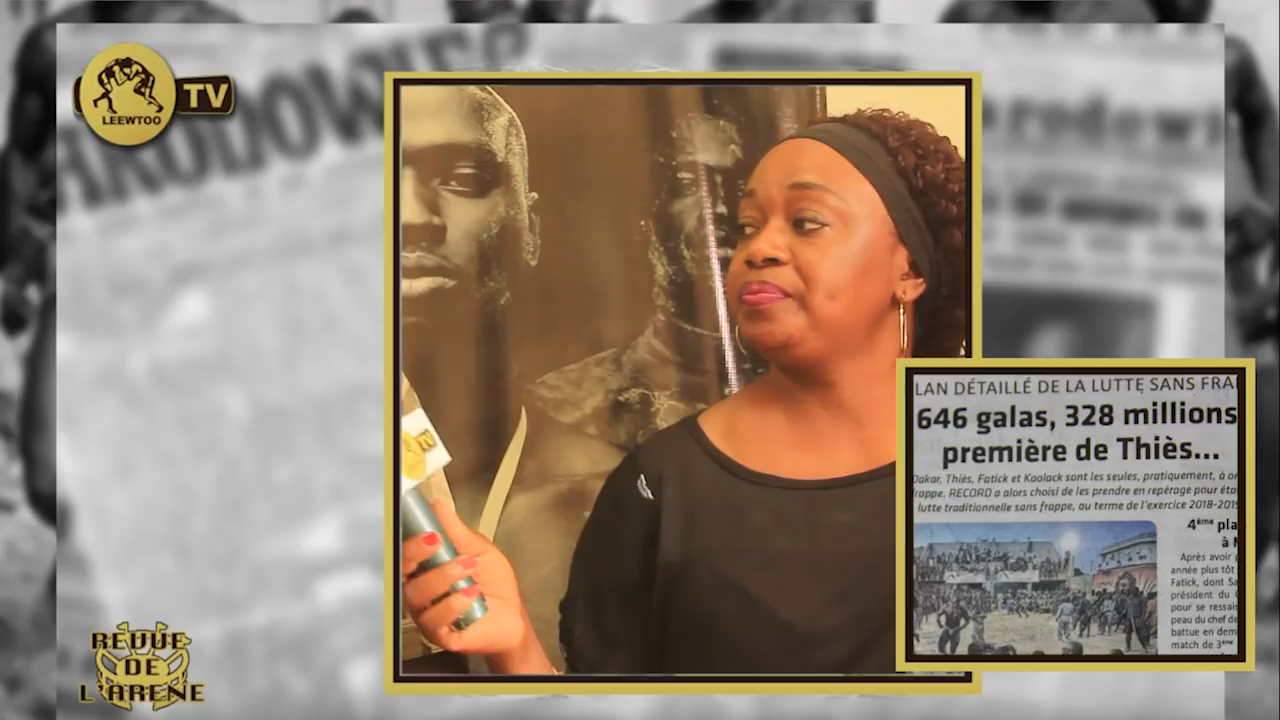 LEEWTOO
TV
LAN DÉTAILLÉ DE LA LUTTE SANS FRA
646 galas, 328 millions
première de Thiès...
Dakar, Thiès, Fatick et Kaolack sont les seules, pratiquement, à or
frappe. RECORD a alors choisi de les prendre en repérage pour éta
lutte traditionnelle sans frappe, au terme de l'exercice 2018-2019
4ème pla
à
Après avoir
année plus tôt
Fatick, dont Sa
président du
pour se ressais
peau du chef de
battue en dem
match de 3ème
REVUE
DE
L'ARENE